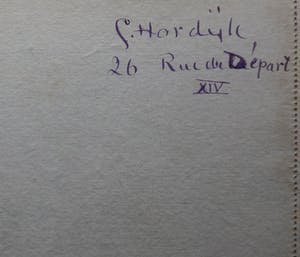 G. Hordijk
26 Rue du Départ
XIV